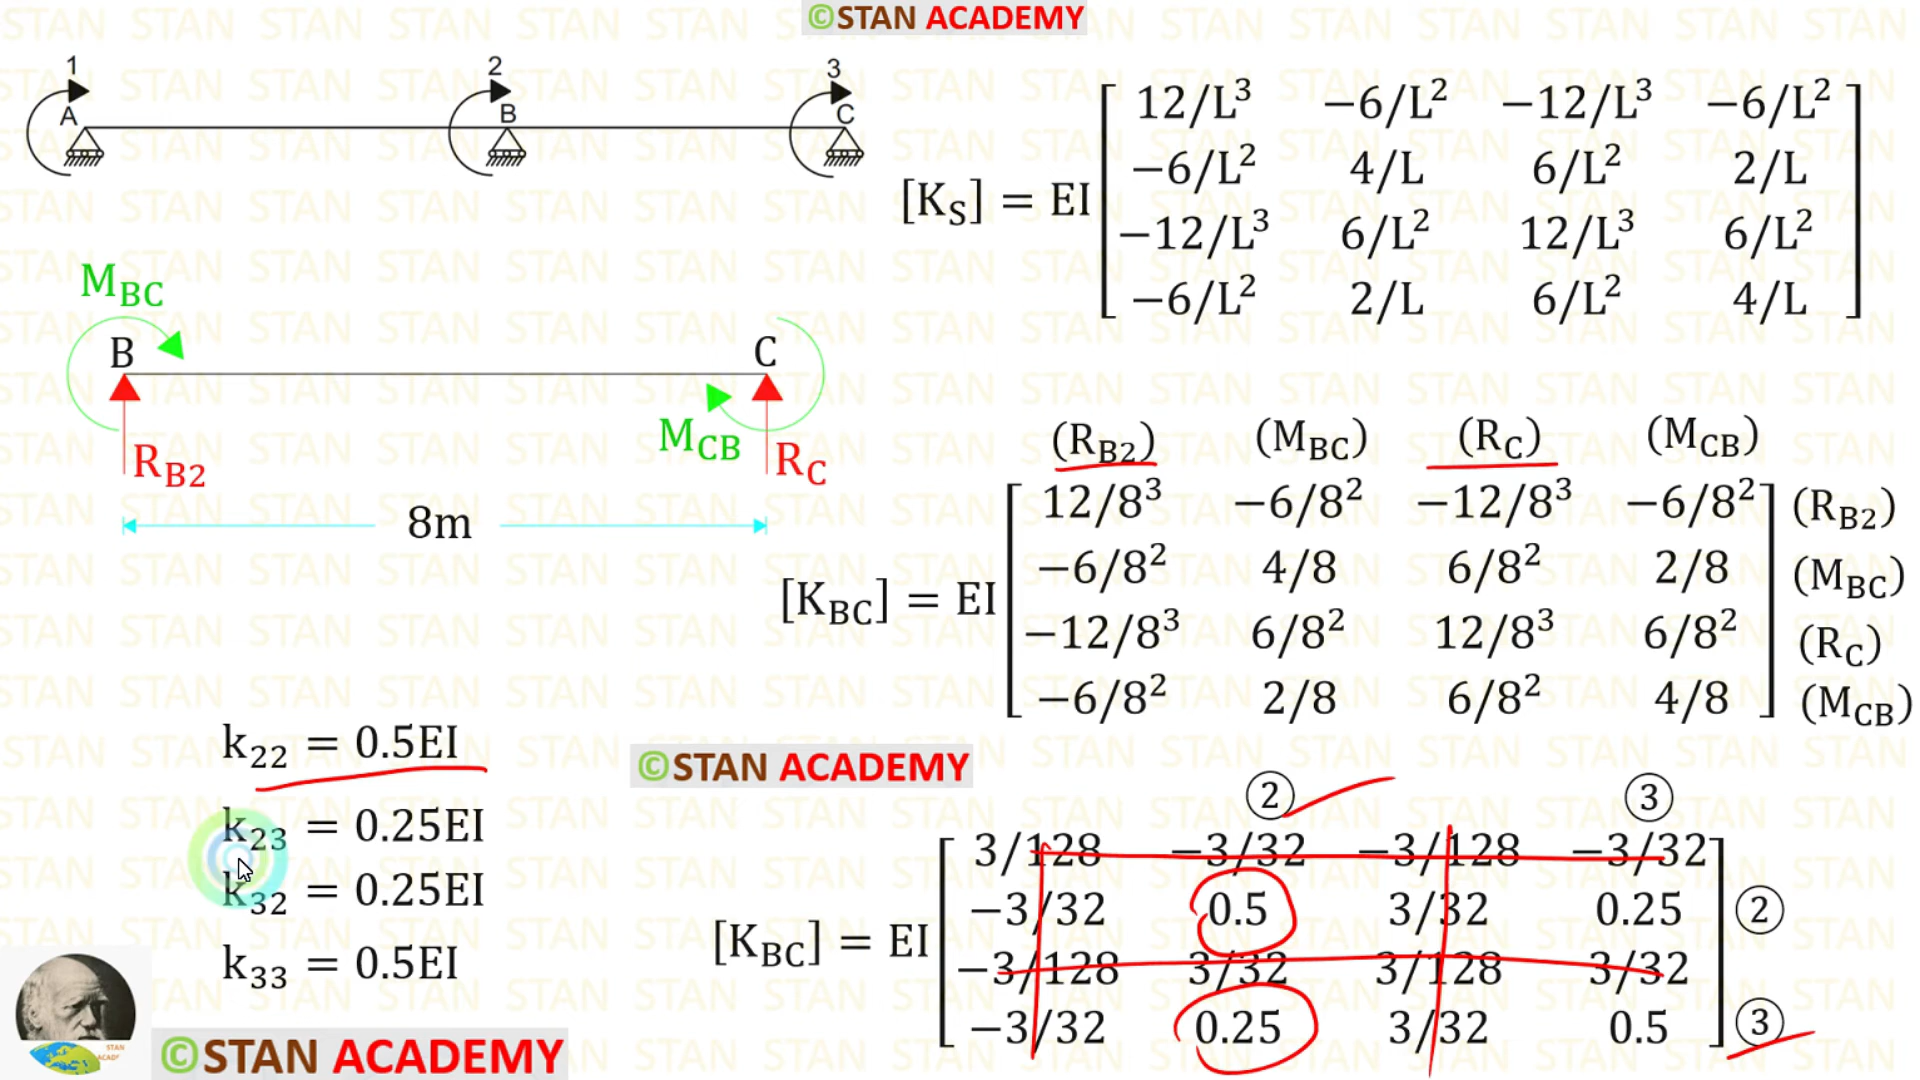 ©STAN ACADEMY
1 2 3
A B C
[K_S] = EI
12/L³ −6/L² −12/L³ −6/L²
−6/L² 4/L 6/L² 2/L
−12/L³ 6/L² 12/L³ 6/L²
−6/L² 2/L 6/L² 4/L
M_BC
B C
M_CB
R_B2 R_C
8m
(R_B2) (M_BC) (R_C) (M_CB)
[K_BC] = EI
12/8³ −6/8² −12/8³ −6/8² (R_B2)
−6/8² 4/8 6/8² 2/8 (M_BC)
−12/8³ 6/8² 12/8³ 6/8² (R_C)
−6/8² 2/8 6/8² 4/8 (M_CB)
k₂₂ = 0.5EI
k₂₃ = 0.25EI
k₃₂ = 0.25EI
k₃₃ = 0.5EI
©STAN ACADEMY
② ③
[K_BC] = EI
3/128 −3/32 −3/128 −3/32
−3/32 0.5 3/32 0.25 ②
−3/128 3/32 3/128 3/32
−3/32 0.25 3/32 0.5 ③
STAN
©STAN ACADEMY